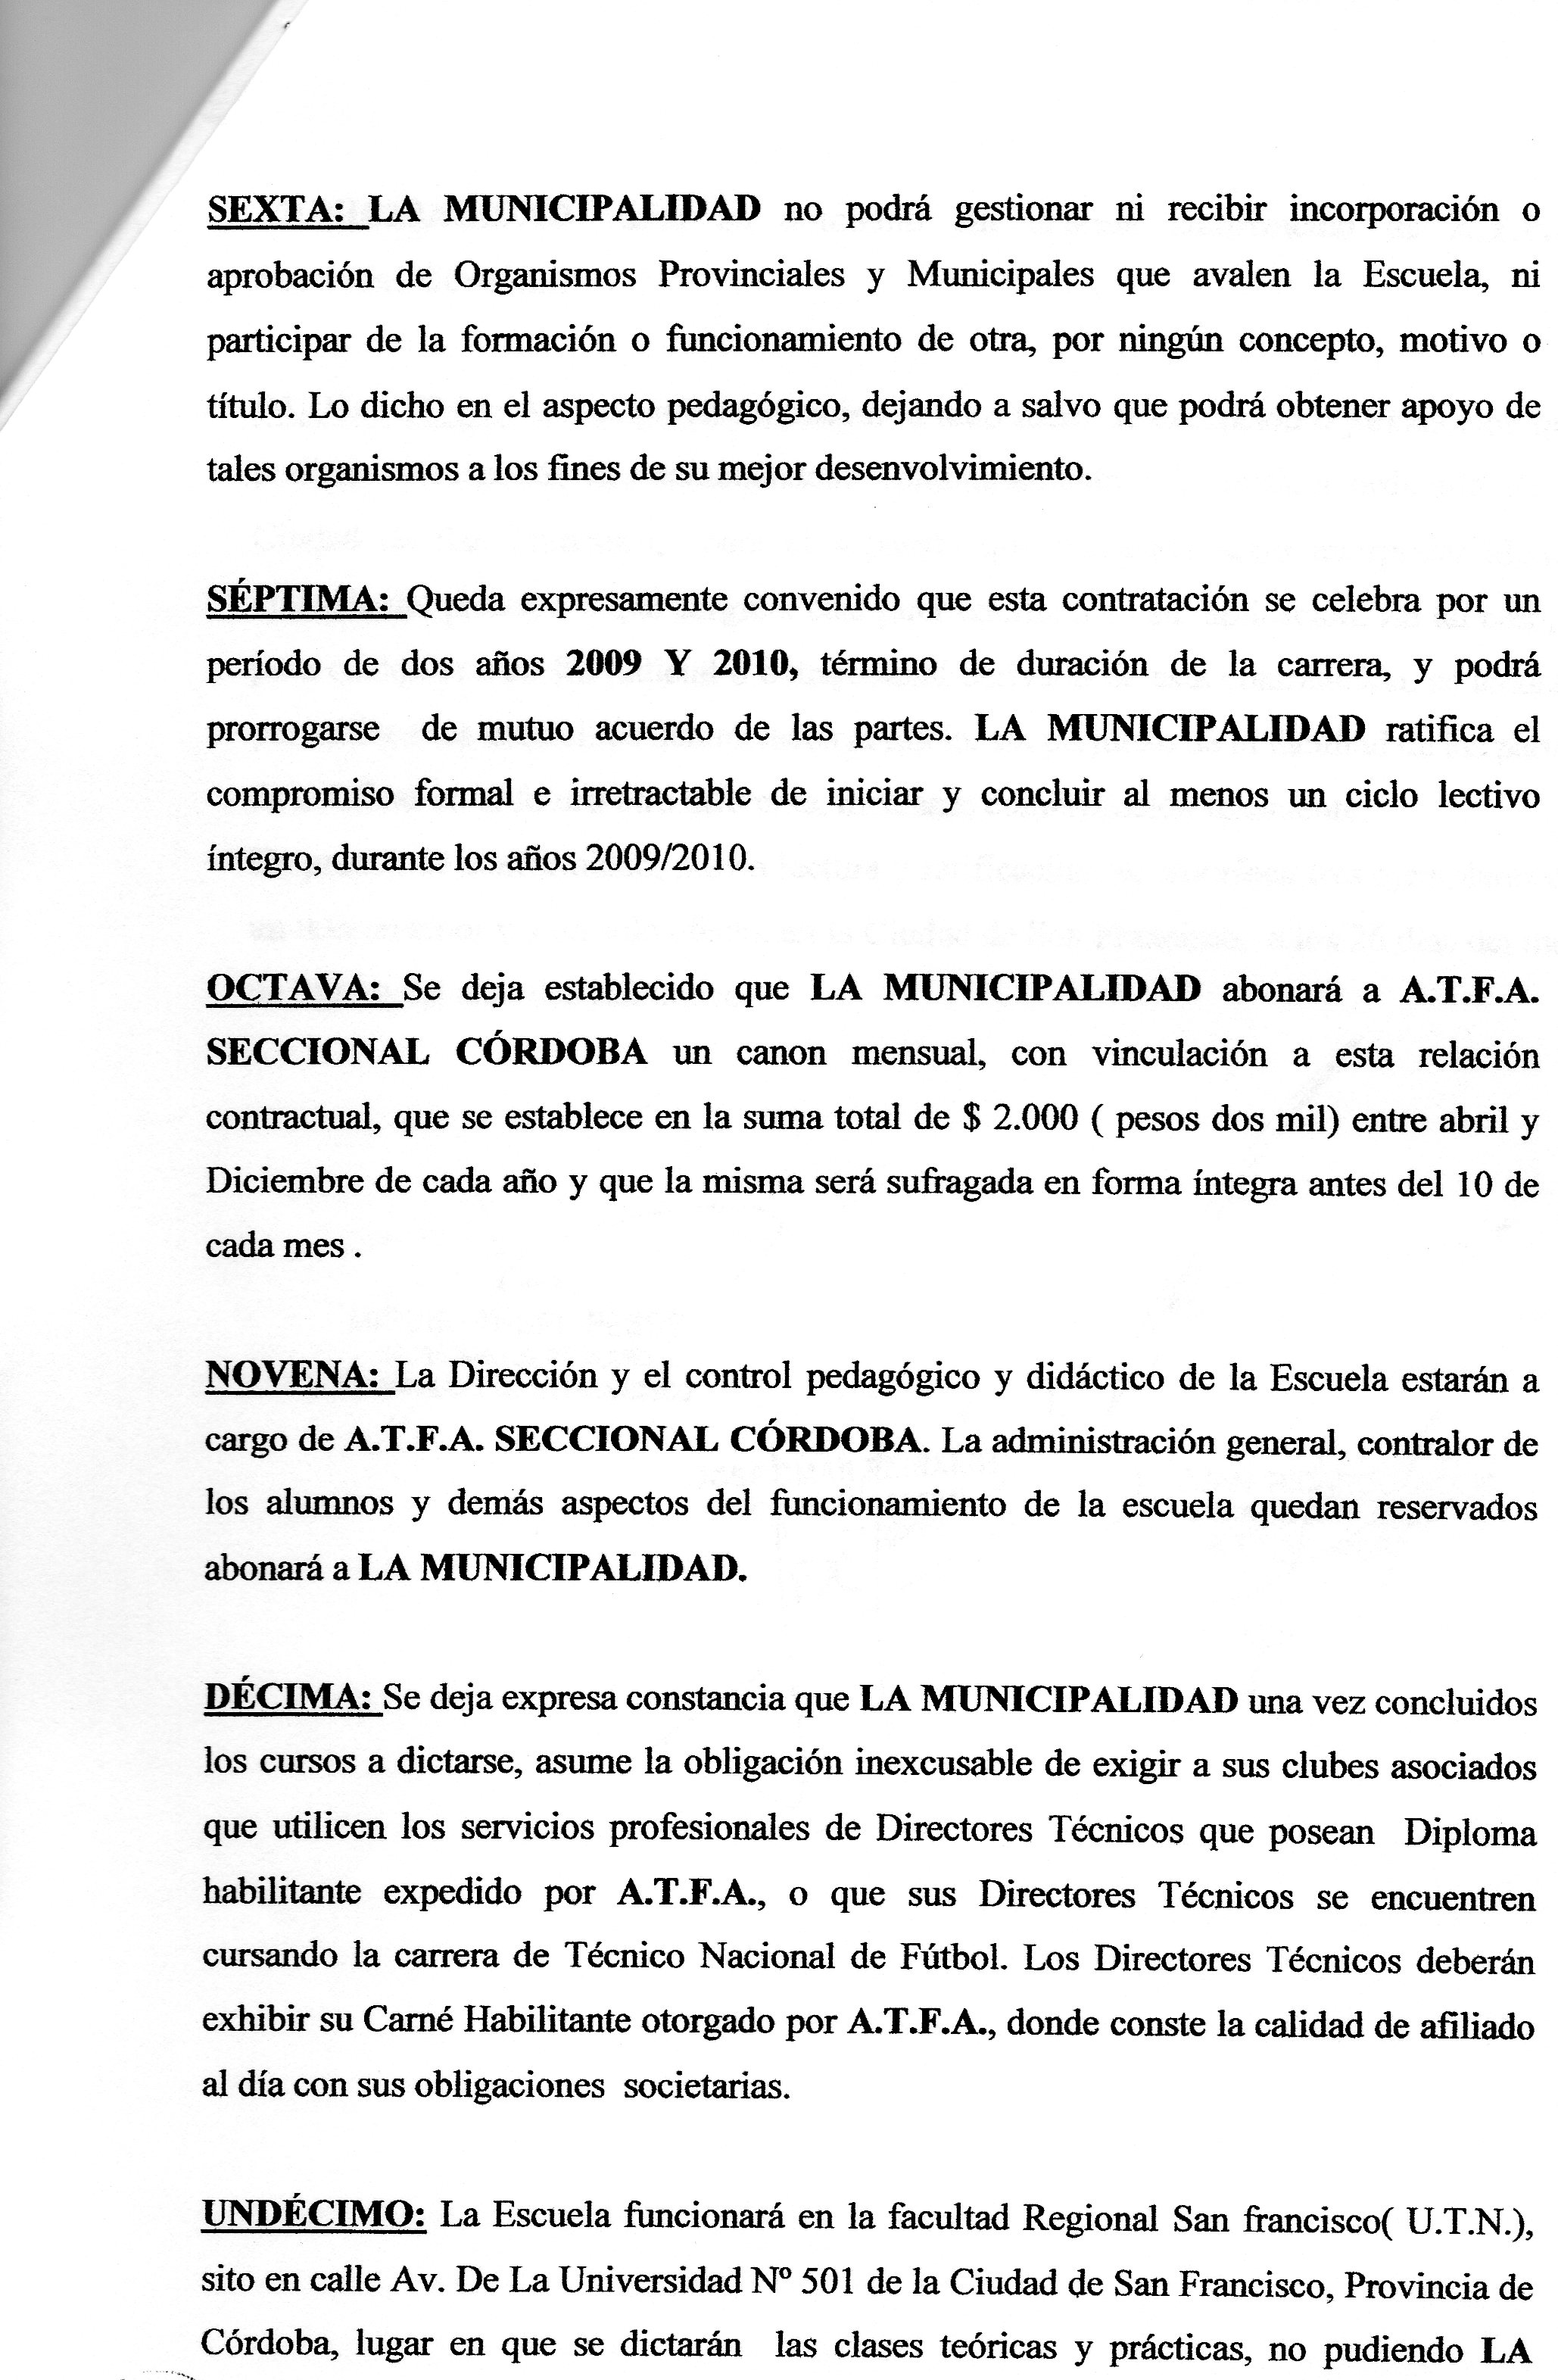 SEXTA: LA MUNICIPALIDAD no podrá gestionar ni recibir incorporación o
aprobación de Organismos Provinciales y Municipales que avalen la Escuela, ni
participar de la formación o funcionamiento de otra, por ningún concepto, motivo o
título. Lo dicho en el aspecto pedagógico, dejando a salvo que podrá obtener apoyo de
tales organismos a los fines de su mejor desenvolvimiento.
SÉPTIMA: Queda expresamente convenido que esta contratación se celebra por un
período de dos años 2009 Y 2010, término de duración de la carrera, y podrá
prorrogarse de mutuo acuerdo de las partes. LA MUNICIPALIDAD ratifica el
compromiso formal e irretractable de iniciar y concluir al menos un ciclo lectivo
íntegro, durante los años 2009/2010.
OCTAVA: Se deja establecido que LA MUNICIPALIDAD abonará a A.T.F.A.
SECCIONAL CÓRDOBA un canon mensual, con vinculación a esta relación
contractual, que se establece en la suma total de $ 2.000 ( pesos dos mil) entre abril y
Diciembre de cada año y que la misma será sufragada en forma íntegra antes del 10 de
cada mes .
NOVENA: La Dirección y el control pedagógico y didáctico de la Escuela estarán a
cargo de A.T.F.A. SECCIONAL CÓRDOBA. La administración general, contralor de
los alumnos y demás aspectos del funcionamiento de la escuela quedan reservados
abonará a LA MUNICIPALIDAD.
DÉCIMA: Se deja expresa constancia que LA MUNICIPALIDAD una vez concluidos
los cursos a dictarse, asume la obligación inexcusable de exigir a sus clubes asociados
que utilicen los servicios profesionales de Directores Técnicos que posean Diploma
habilitante expedido por A.T.F.A., o que sus Directores Técnicos se encuentren
cursando la carrera de Técnico Nacional de Fútbol. Los Directores Técnicos deberán
exhibir su Carné Habilitante otorgado por A.T.F.A., donde conste la calidad de afiliado
al día con sus obligaciones societarias.
UNDÉCIMO: La Escuela funcionará en la facultad Regional San francisco( U.T.N.),
sito en calle Av. De La Universidad Nº 501 de la Ciudad de San Francisco, Provincia de
Córdoba, lugar en que se dictarán las clases teóricas y prácticas, no pudiendo LA